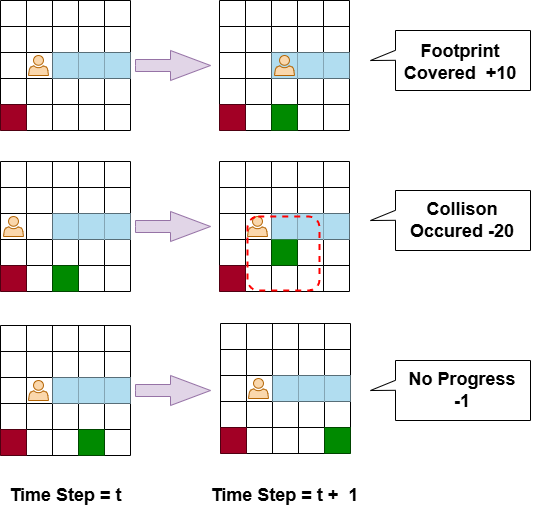 Footprint
Covered +10
Collison
Occured -20
No Progress
-1
Time Step = t
Time Step = t + 1